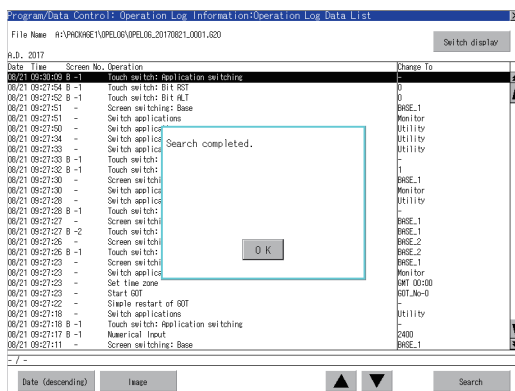 Program/Data Control: Operation Log Information:Operation Log Data List
File Name A:\PACKAGE1\OPELOG\OPELOG_20170821_0001.G2O
Switch display
A.D. 2017
Date Time Screen No. Operation Change To
08/21 09:30:09 B -1 Touch switch: Application switching -
08/21 09:27:54 B -1 Touch switch: Bit RST 0
08/21 09:27:52 B -1 Touch switch: Bit ALT 0
08/21 09:27:51 - Screen switching: Base BASE_1
08/21 09:27:51 - Switch applications Monitor
08/21 09:27:50 - Switch applica Utility
08/21 09:27:34 - Switch applica Utility
08/21 09:27:33 - Switch applica Utility
08/21 09:27:33 B -1 Touch switch: -
08/21 09:27:32 B -1 Touch switch: 1
08/21 09:27:30 - Screen switchi BASE_1
08/21 09:27:30 - Switch applica Monitor
08/21 09:27:28 - Switch applica Utility
08/21 09:27:28 B -1 Touch switch: -
08/21 09:27:27 - Screen switchi BASE_1
08/21 09:27:27 B -2 Touch switch: BASE_1
08/21 09:27:26 - Screen switchi BASE_2
08/21 09:27:26 B -1 Touch switch: BASE_2
08/21 09:27:23 - Screen switchi BASE_1
08/21 09:27:23 - Switch applica Monitor
08/21 09:27:23 - Set time zone GMT 00:00
08/21 09:27:23 - Start GOT GOT_No-0
08/21 09:27:22 - Simple restart of GOT -
08/21 09:27:18 - Switch applications Utility
08/21 09:27:18 B -1 Touch switch: Application switching -
08/21 09:27:17 B -1 Numerical Input 2400
08/21 09:27:11 - Screen switching: Base BASE_1
Search completed.
OK
- / -
Date (descending) Image ▲ ▼ Search